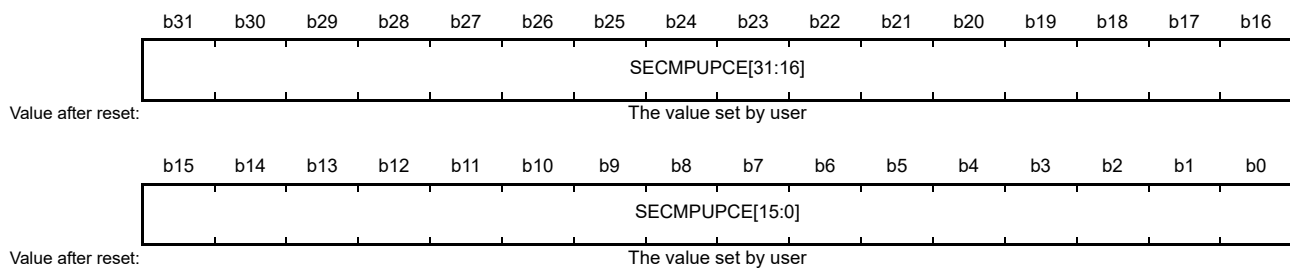 b31 b30 b29 b28 b27 b26 b25 b24 b23 b22 b21 b20 b19 b18 b17 b16
SECMPUPCE[31:16]
Value after reset: The value set by user
b15 b14 b13 b12 b11 b10 b9 b8 b7 b6 b5 b4 b3 b2 b1 b0
SECMPUPCE[15:0]
Value after reset: The value set by user